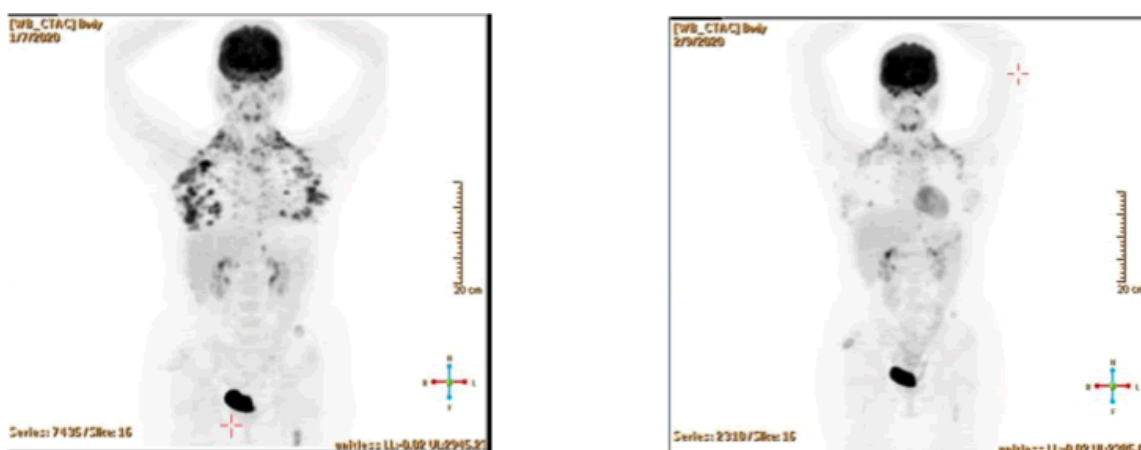 [WB_CTAC] Body
1/7/2020
20 cm
H
R L
F
Series: 7435/Slice: 16
[WB_CTAC] Body
2/9/2020
20 cm
H
R L
F
Series: 2310/Slice: 16